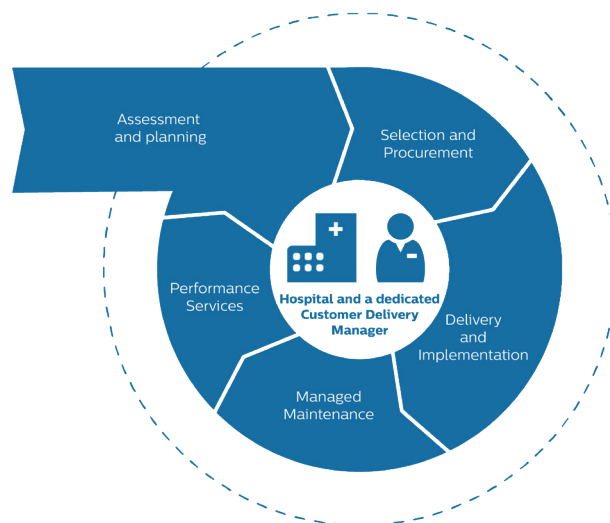 Assessment
and planning
Selection and
Procurement
Performance
Services
Hospital and a dedicated
Customer Delivery
Manager
Delivery
and
Implementation
Managed
Maintenance